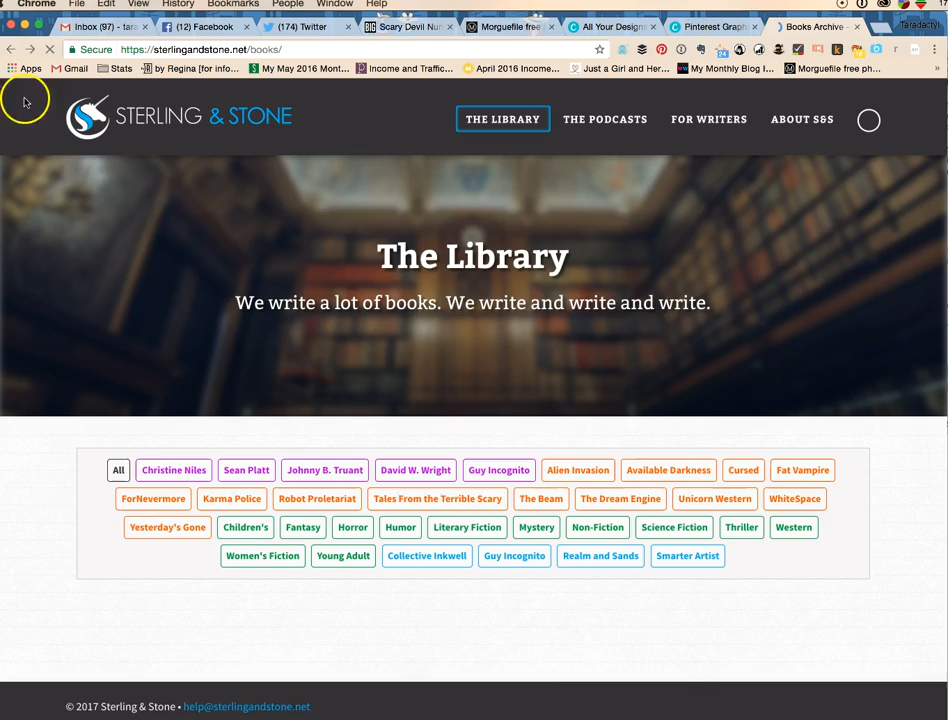 Chrome File Edit View History Bookmarks People Window Help
Inbox (97) - tara (12) Facebook (174) Twitter Scary Devil Nun Morguefile free All Your Design Pinterest Graph Books Archive – Taradactyl
Secure https://sterlingandstone.net/books/
Apps Gmail Stats by Regina [for info... My May 2016 Mont... Income and Traffic... April 2016 Income... Just a Girl and Her... My Monthly Blog I... Morguefile free ph...
STERLING & STONE THE LIBRARY THE PODCASTS FOR WRITERS ABOUT S&S
The Library
We write a lot of books. We write and write and write.
All Christine Niles Sean Platt Johnny B. Truant David W. Wright Guy Incognito Alien Invasion Available Darkness Cursed Fat Vampire
ForNevermore Karma Police Robot Proletariat Tales From the Terrible Scary The Beam The Dream Engine Unicorn Western WhiteSpace
Yesterday's Gone Children's Fantasy Horror Humor Literary Fiction Mystery Non-Fiction Science Fiction Thriller Western
Women's Fiction Young Adult Collective Inkwell Guy Incognito Realm and Sands Smarter Artist
© 2017 Sterling & Stone • help@sterlingandstone.net